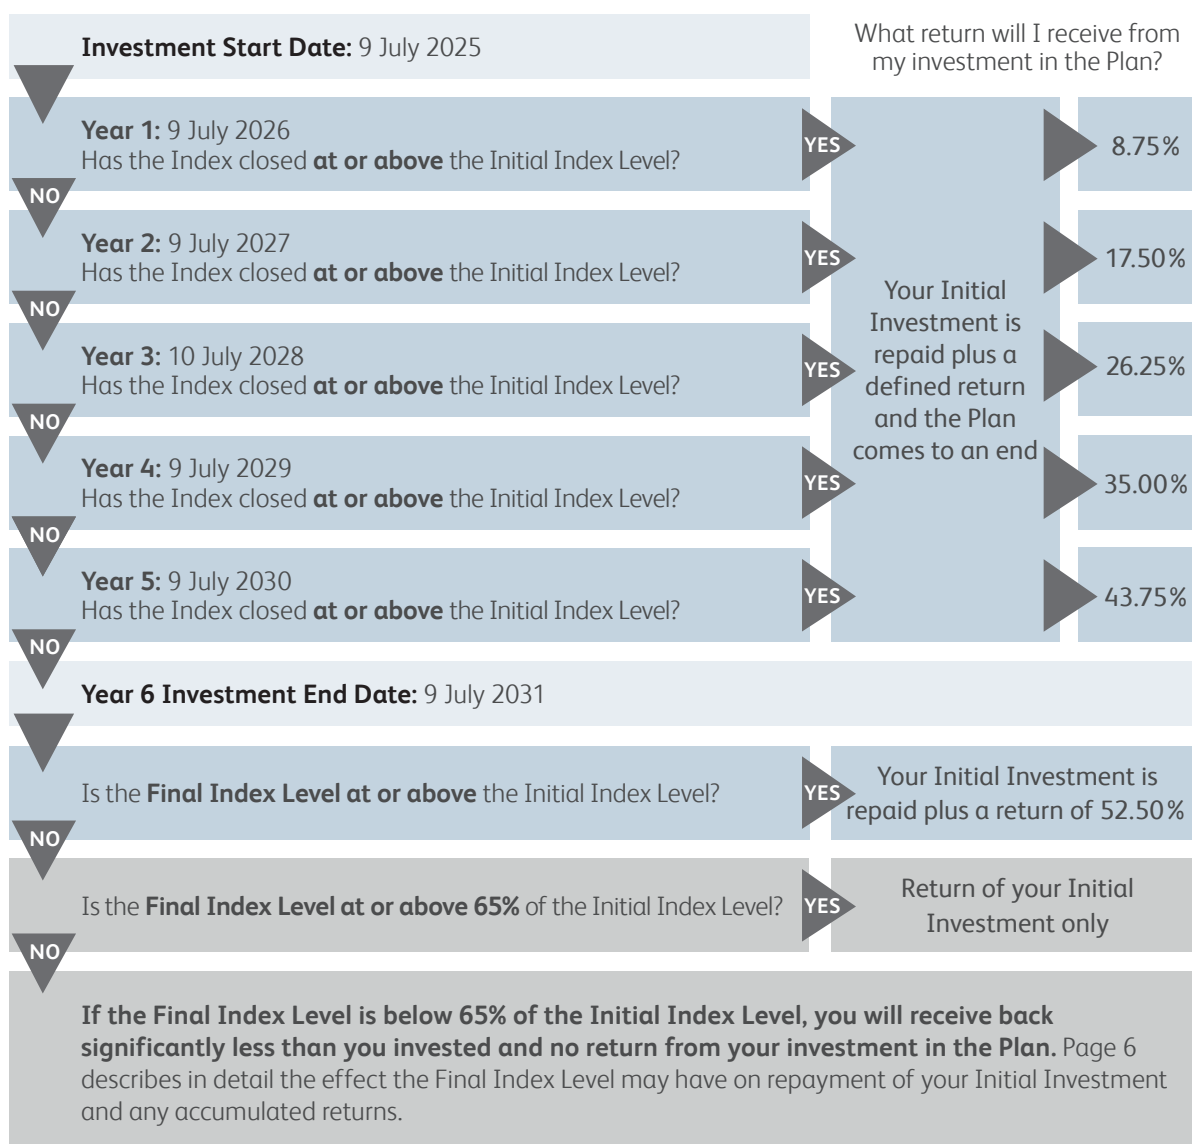 Investment Start Date: 9 July 2025
What return will I receive from
my investment in the Plan?
Year 1: 9 July 2026
Has the Index closed at or above the Initial Index Level?
YES
8.75%
NO
Year 2: 9 July 2027
Has the Index closed at or above the Initial Index Level?
YES
17.50%
NO
Year 3: 10 July 2028
Has the Index closed at or above the Initial Index Level?
YES
26.25%
NO
Year 4: 9 July 2029
Has the Index closed at or above the Initial Index Level?
YES
35.00%
NO
Year 5: 9 July 2030
Has the Index closed at or above the Initial Index Level?
YES
43.75%
Your Initial
Investment is
repaid plus a
defined return
and the Plan
comes to an end
NO
Year 6 Investment End Date: 9 July 2031
Is the Final Index Level at or above the Initial Index Level?
YES
Your Initial Investment is
repaid plus a return of 52.50%
NO
Is the Final Index Level at or above 65% of the Initial Index Level?
YES
Return of your Initial
Investment only
NO
If the Final Index Level is below 65% of the Initial Index Level, you will receive back
significantly less than you invested and no return from your investment in the Plan. Page 6
describes in detail the effect the Final Index Level may have on repayment of your Initial Investment
and any accumulated returns.